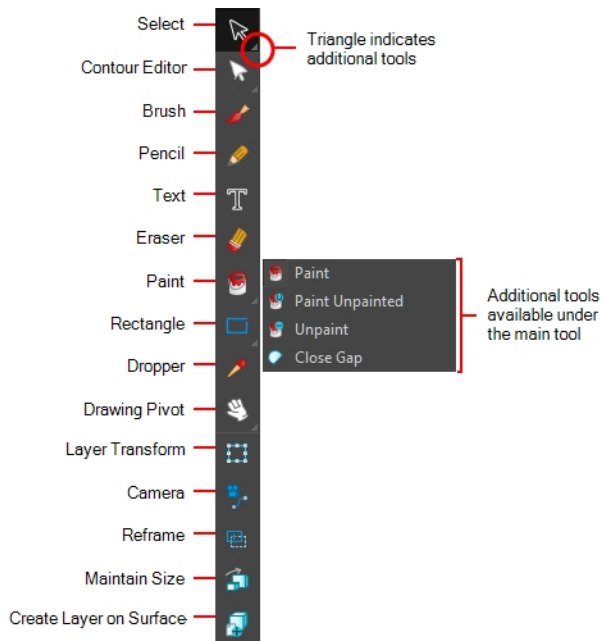 Select
Triangle indicates
additional tools
Contour Editor
Brush
Pencil
Text
Eraser
Paint
Paint
Paint Unpainted
Unpaint
Close Gap
Additional tools
available under
the main tool
Rectangle
Dropper
Drawing Pivot
Layer Transform
Camera
Reframe
Maintain Size
Create Layer on Surface